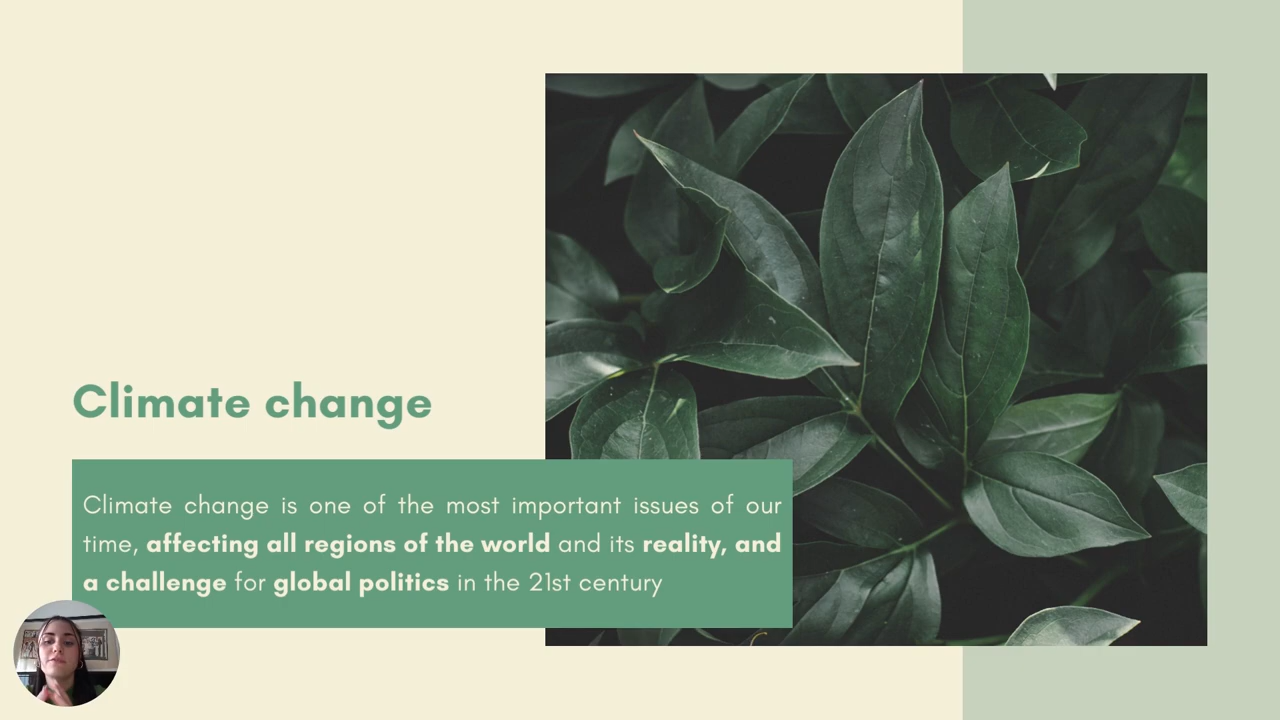 Climate change
Climate change is one of the most important issues of our
time, affecting all regions of the world and its reality, and
a challenge for global politics in the 21st century